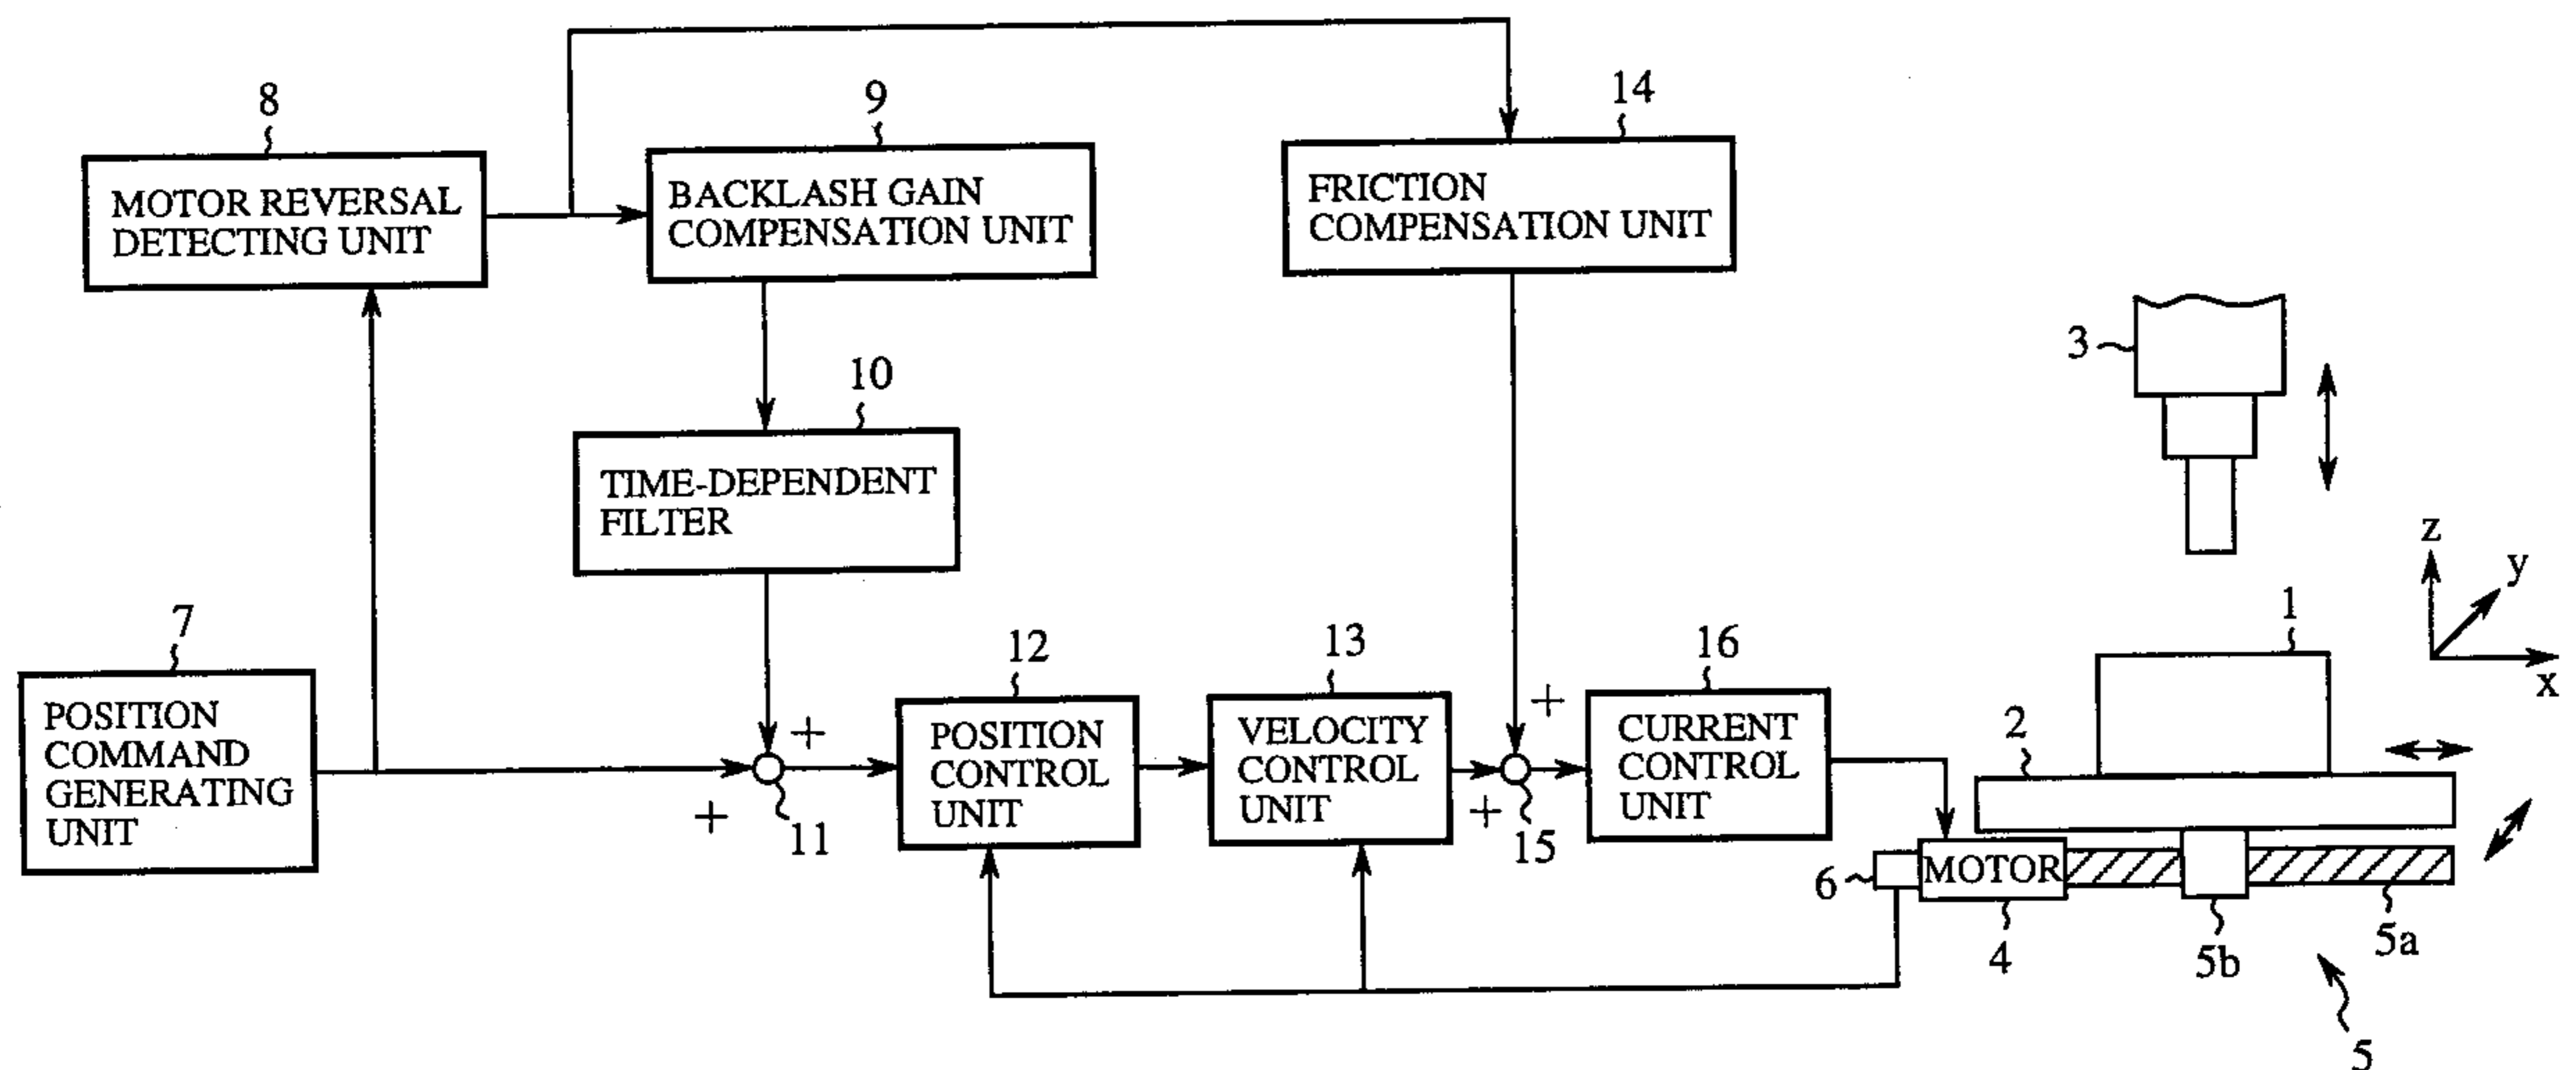 8
MOTOR REVERSAL
DETECTING UNIT
9
BACKLASH GAIN
COMPENSATION UNIT
14
FRICTION
COMPENSATION UNIT
10
TIME-DEPENDENT
FILTER
7
POSITION
COMMAND
GENERATING
UNIT
+
+
11
12
POSITION
CONTROL
UNIT
13
VELOCITY
CONTROL
UNIT
+
+
15
16
CURRENT
CONTROL
UNIT
3
z
y
x
1
2
6
MOTOR
4
5b
5a
5